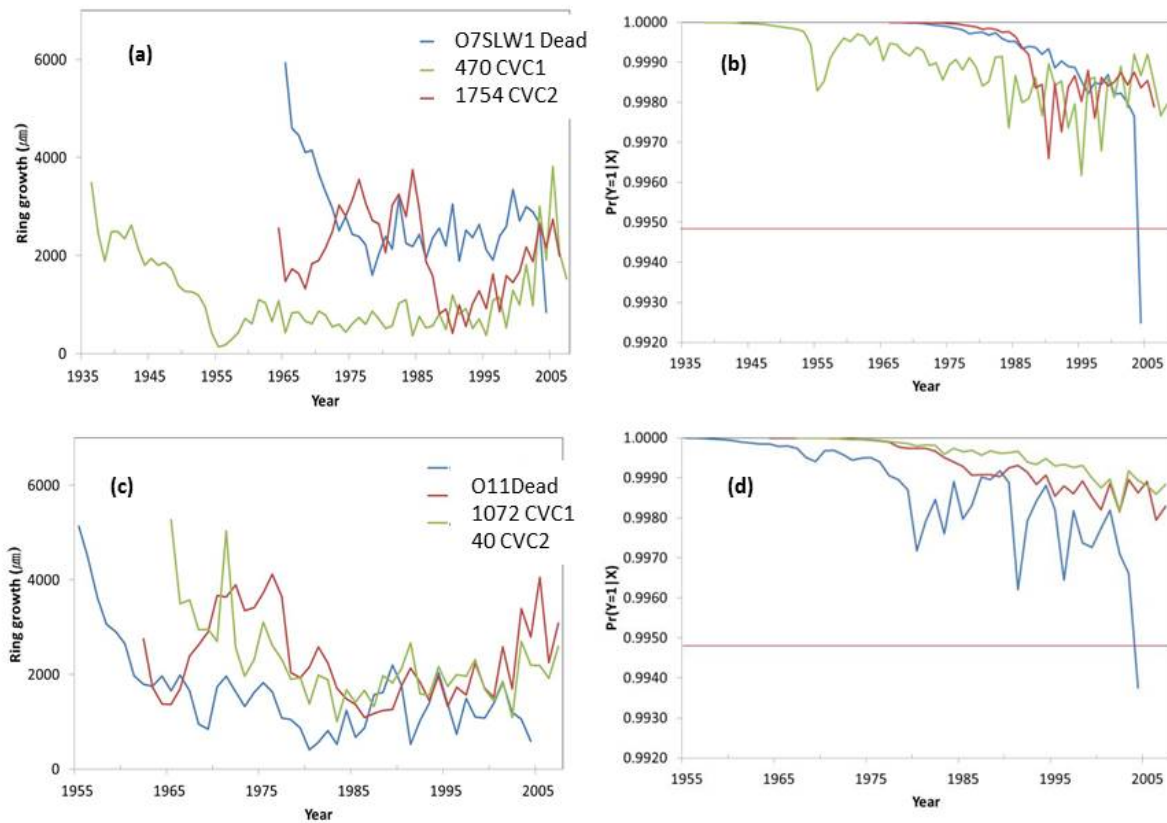 (a)
O7SLW1 Dead
470 CVC1
1754 CVC2
6000
4000
2000
0
Ring growth (㎛)
1935 1945 1955 1965 1975 1985 1995 2005
Year
(b)
1.0000
0.9990
0.9980
0.9970
0.9960
0.9950
0.9940
0.9930
0.9920
Pr(Y=1|X)
1935 1945 1955 1965 1975 1985 1995 2005
Year
(c)
O11Dead
1072 CVC1
40 CVC2
6000
4000
2000
0
Ring growth (㎛)
1955 1965 1975 1985 1995 2005
Year
(d)
1.0000
0.9990
0.9980
0.9970
0.9960
0.9950
0.9940
0.9930
0.9920
Pr(Y=1|X)
1955 1965 1975 1985 1995 2005
Year